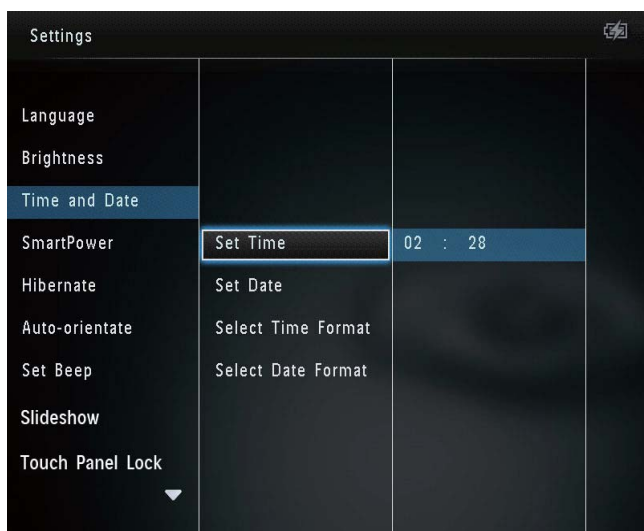 Settings
Language
Brightness
Time and Date
SmartPower
Hibernate
Auto-orientate
Set Beep
Slideshow
Touch Panel Lock
Set Time
Set Date
Select Time Format
Select Date Format
02 : 28